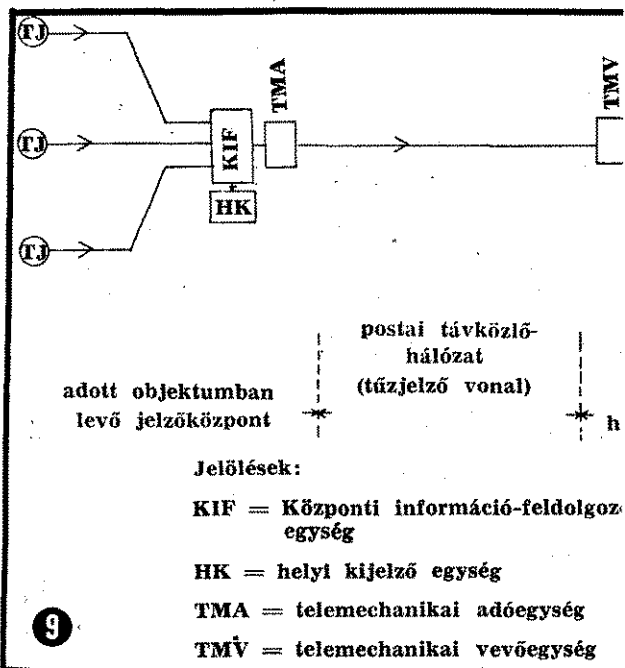 TJ
TMA
TMV
TJ
KIF
HK
TJ
postai távközlő-
hálózat
(tűzjelző vonal)
adott objektumban
levő jelzőközpont
h
Jelölések:
KIF = Központi információ-feldolgoz
egység
HK = helyi kijelző egység
TMA = telemechanikai adóegység
TMV = telemechanikai vevőegység
9